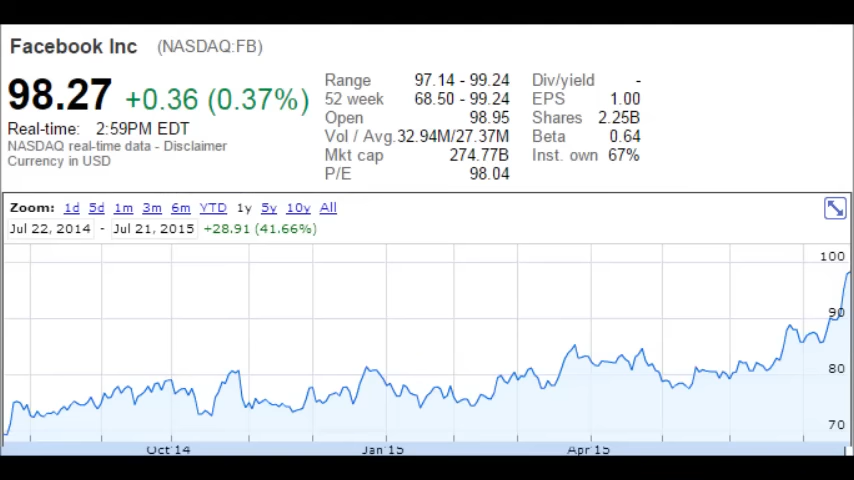 Facebook Inc (NASDAQ:FB)
98.27 +0.36 (0.37%)
Real-time: 2:59PM EDT
NASDAQ real-time data - Disclaimer
Currency in USD
Range 97.14 - 99.24
52 week 68.50 - 99.24
Open 98.95
Vol / Avg. 32.94M/27.37M
Mkt cap 274.77B
P/E 98.04
Div/yield -
EPS 1.00
Shares 2.25B
Beta 0.64
Inst. own 67%
Zoom: 1d 5d 1m 3m 6m YTD 1y 5y 10y All
Jul 22, 2014 - Jul 21, 2015 +28.91 (41.66%)
100
90
80
70
Oct'14 Jan'15 Apr'15